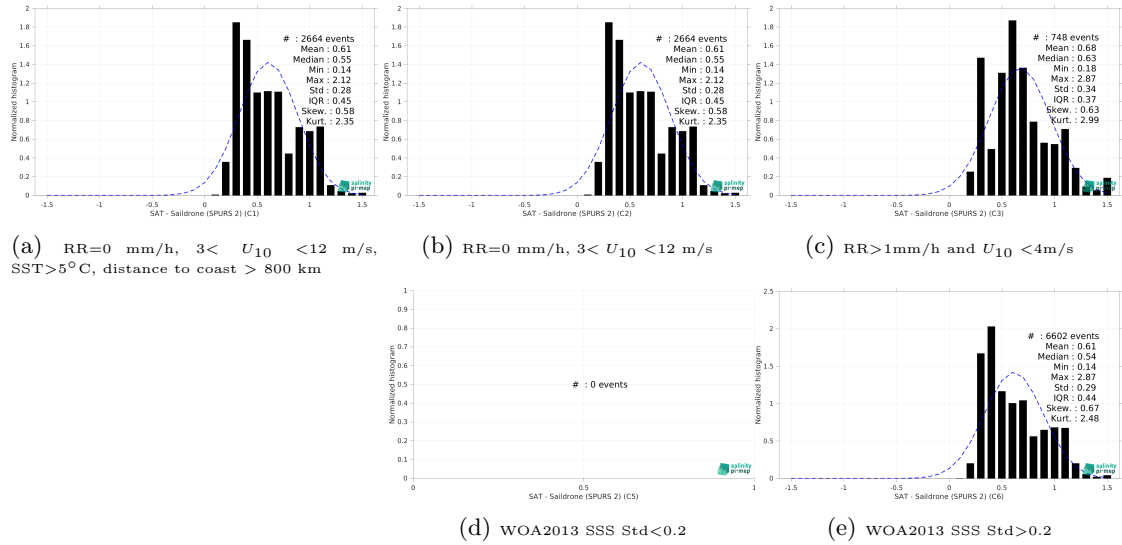 Normalized histogram
2
1.8
1.6
1.4
1.2
1
0.8
0.6
0.4
0.2
0
-1.5 -1 -0.5 0 0.5 1 1.5
# : 2664 events
Mean : 0.61
Median : 0.55
Min : 0.14
Max : 2.12
Std : 0.28
IQR : 0.45
Skew. : 0.58
Kurt. : 2.35
salinity
pi-mep
SAT - Saildrone (SPURS 2) (C1)
(a) RR=0 mm/h, 3< U10 <12 m/s,
SST>5°C, distance to coast > 800 km
Normalized histogram
2
1.8
1.6
1.4
1.2
1
0.8
0.6
0.4
0.2
0
-1.5 -1 -0.5 0 0.5 1 1.5
# : 2664 events
Mean : 0.61
Median : 0.55
Min : 0.14
Max : 2.12
Std : 0.28
IQR : 0.45
Skew. : 0.58
Kurt. : 2.35
salinity
pi-mep
SAT - Saildrone (SPURS 2) (C2)
(b) RR=0 mm/h, 3< U10 <12 m/s
Normalized histogram
2
1.8
1.6
1.4
1.2
1
0.8
0.6
0.4
0.2
0
-1.5 -1 -0.5 0 0.5 1 1.5
# : 748 events
Mean : 0.68
Median : 0.63
Min : 0.18
Max : 2.87
Std : 0.34
IQR : 0.37
Skew. : 0.63
Kurt. : 2.99
salinity
pi-mep
SAT - Saildrone (SPURS 2) (C3)
(c) RR>1mm/h and U10 <4m/s
Normalized histogram
1
0.9
0.8
0.7
0.6
0.5
0.4
0.3
0.2
0.1
0
0 0.5 1
# : 0 events
salinity
pi-mep
SAT - Saildrone (SPURS 2) (C5)
(d) WOA2013 SSS Std<0.2
Normalized histogram
2.5
2
1.5
1
0.5
0
-1.5 -1 -0.5 0 0.5 1 1.5
# : 6602 events
Mean : 0.61
Median : 0.54
Min : 0.14
Max : 2.87
Std : 0.29
IQR : 0.44
Skew. : 0.67
Kurt. : 2.48
salinity
pi-mep
SAT - Saildrone (SPURS 2) (C6)
(e) WOA2013 SSS Std>0.2